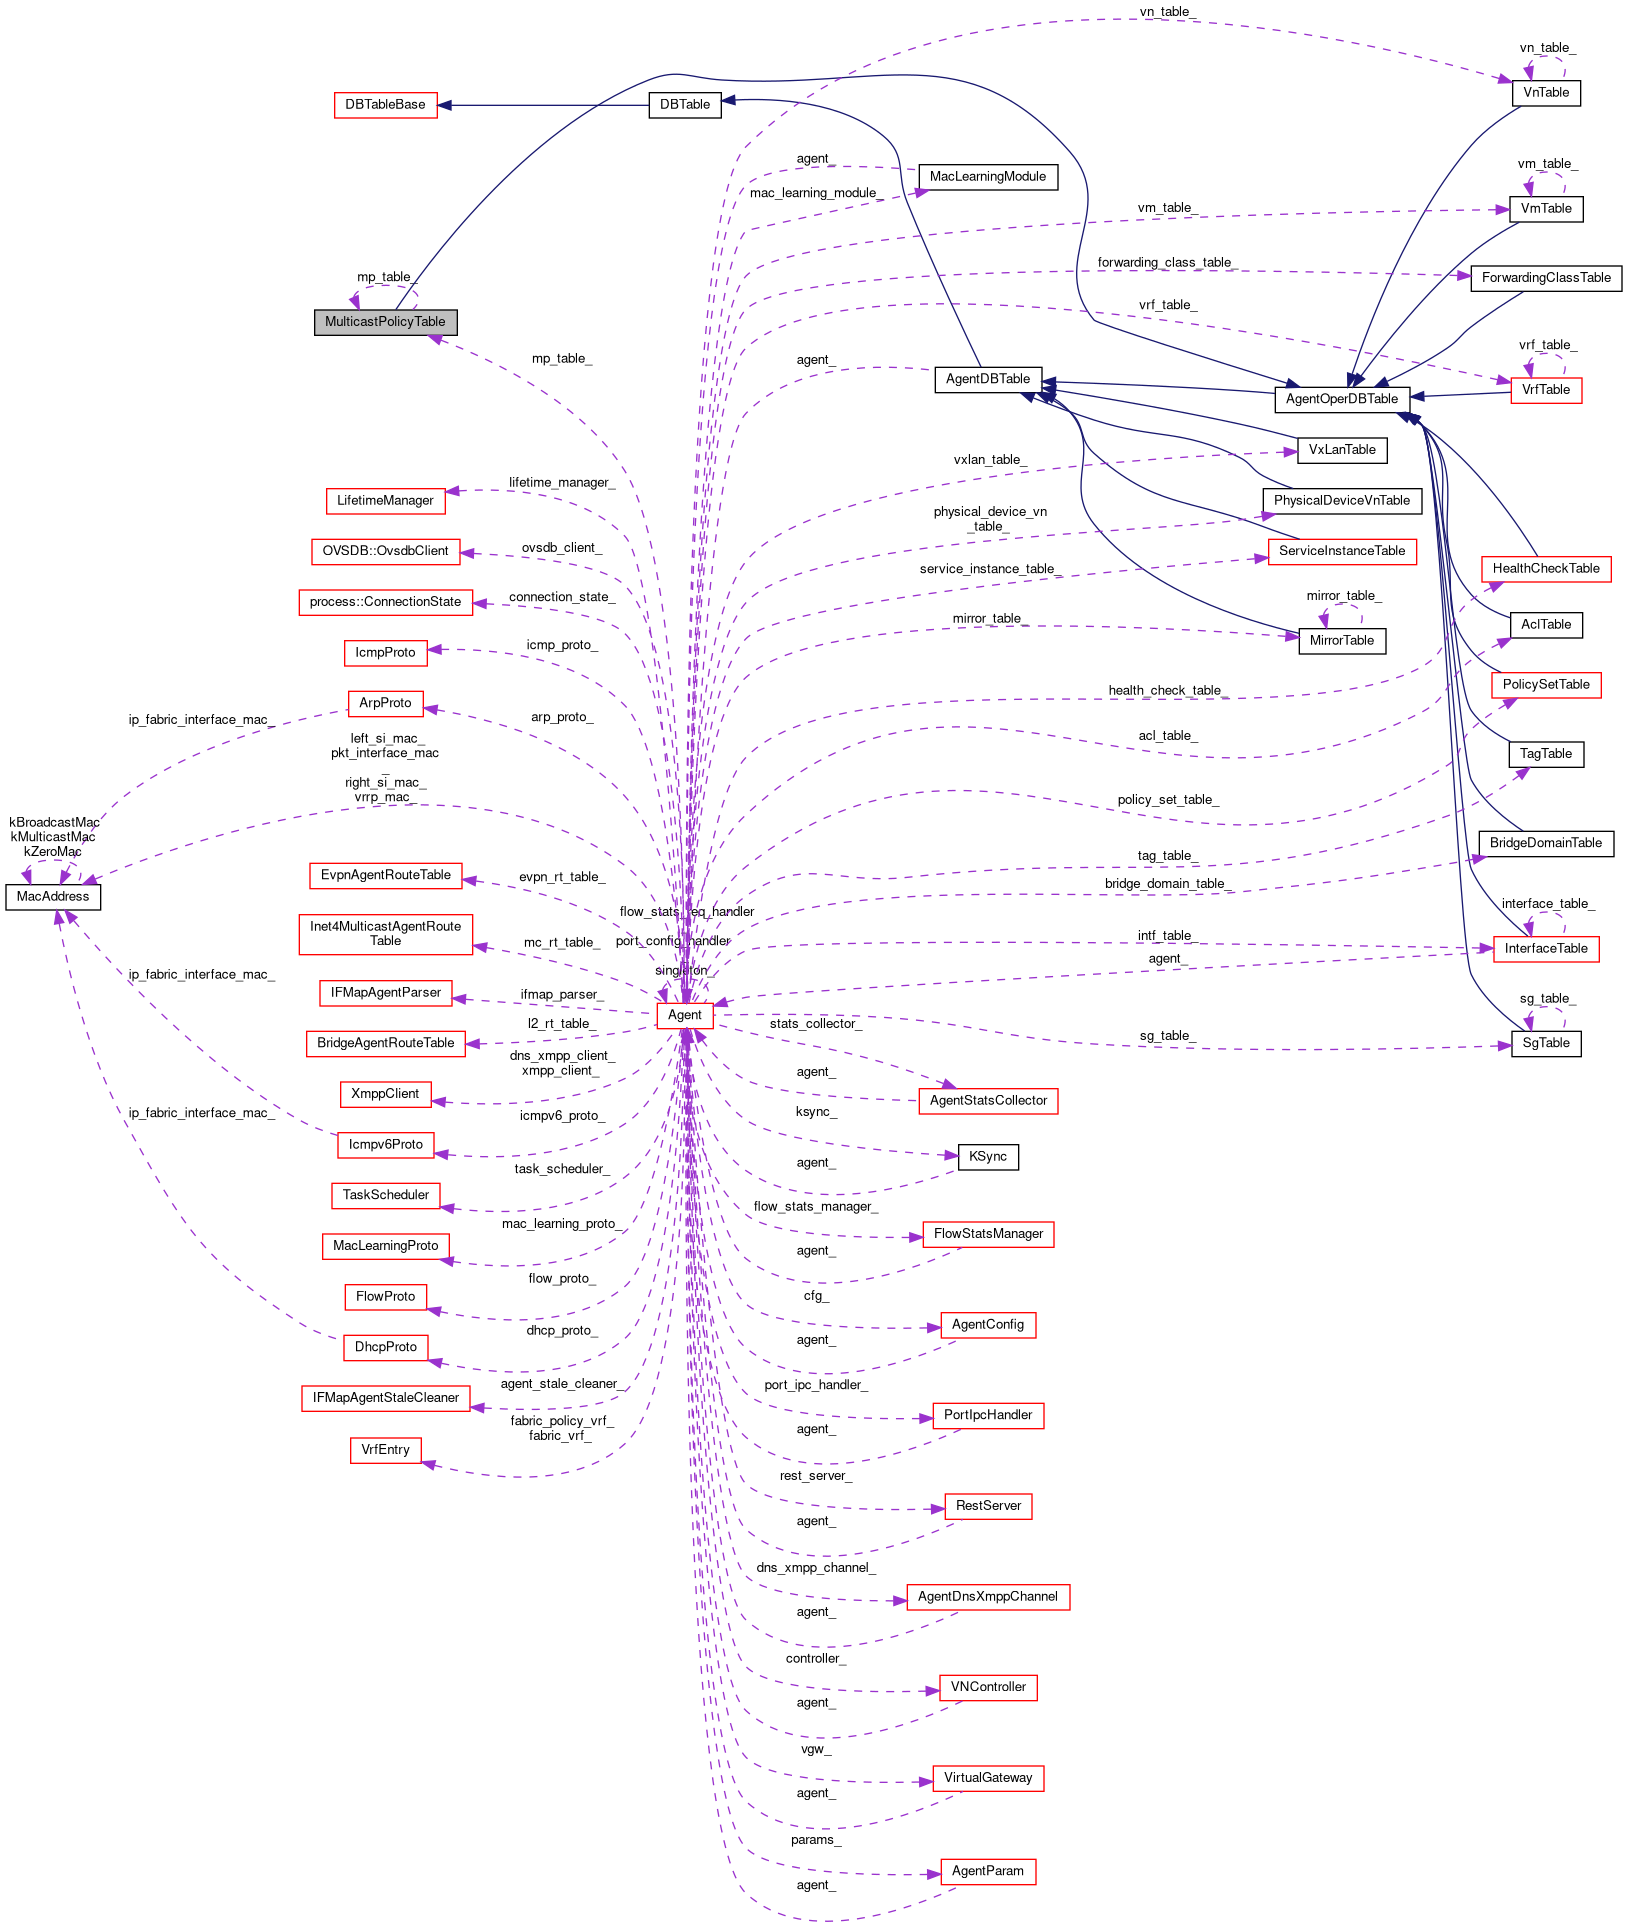 vn_table_
vn_table_
VnTable
DBTableBase
DBTable
agent_
MacLearningModule
mac_learning_module_
vm_table_
VmTable
vm_table_
forwarding_class_table_
ForwardingClassTable
mp_table_
MulticastPolicyTable
vrf_table_
vrf_table_
VrfTable
mp_table_
agent_
AgentDBTable
AgentOperDBTable
VxLanTable
vxlan_table_
lifetime_manager_
LifetimeManager
PhysicalDeviceVnTable
physical_device_vn
_table_
ovsdb_client_
OVSDB::OvsdbClient
ServiceInstanceTable
service_instance_table_
HealthCheckTable
connection_state_
process::ConnectionState
mirror_table_
mirror_table_
MirrorTable
AclTable
icmp_proto_
IcmpProto
health_check_table_
PolicySetTable
ArpProto
arp_proto_
ip_fabric_interface_mac_
left_si_mac_
pkt_interface_mac
_
right_si_mac_
vrrp_mac_
acl_table_
TagTable
policy_set_table_
kBroadcastMac
kMulticastMac
kZeroMac
MacAddress
tag_table_
BridgeDomainTable
bridge_domain_table_
EvpnAgentRouteTable
evpn_rt_table_
flow_stats_req_handler
port_config_handler
singleton_
Inet4MulticastAgentRoute
Table
mc_rt_table_
interface_table_
intf_table_
InterfaceTable
agent_
ip_fabric_interface_mac_
IFMapAgentParser
ifmap_parser_
Agent
sg_table_
sg_table_
SgTable
BridgeAgentRouteTable
l2_rt_table_
stats_collector_
dns_xmpp_client_
xmpp_client_
XmppClient
agent_
AgentStatsCollector
ip_fabric_interface_mac_
icmpv6_proto_
Icmpv6Proto
ksync_
KSync
agent_
task_scheduler_
TaskScheduler
flow_stats_manager_
FlowStatsManager
agent_
mac_learning_proto_
MacLearningProto
flow_proto_
FlowProto
cfg_
AgentConfig
agent_
dhcp_proto_
DhcpProto
agent_stale_cleaner_
IFMapAgentStaleCleaner
port_ipc_handler_
PortIpcHandler
agent_
fabric_policy_vrf_
fabric_vrf_
VrfEntry
rest_server_
RestServer
agent_
dns_xmpp_channel_
AgentDnsXmppChannel
agent_
controller_
VNController
agent_
vgw_
VirtualGateway
agent_
params_
AgentParam
agent_